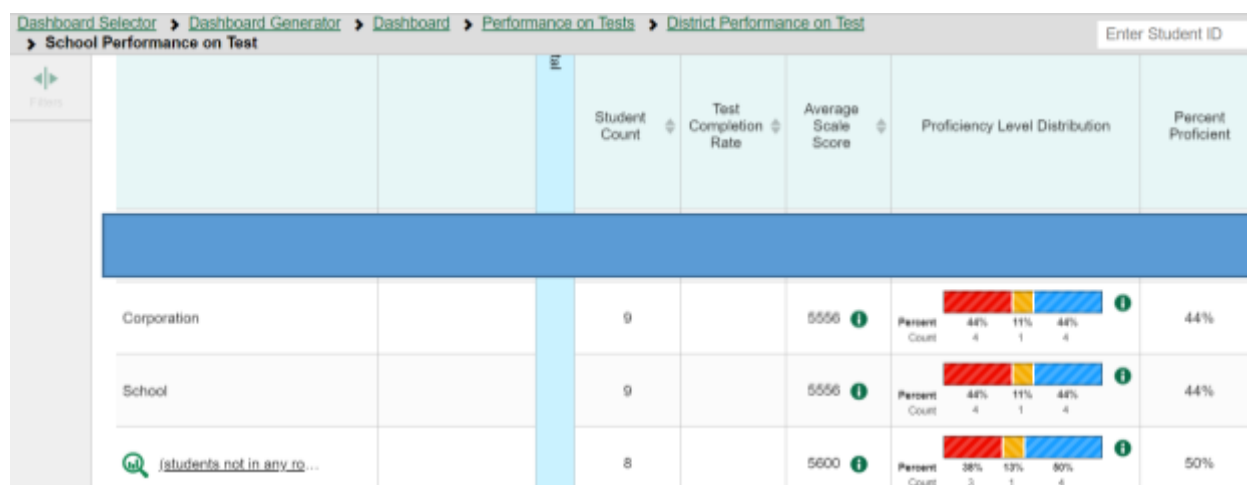 Dashboard Selector > Dashboard Generator > Dashboard > Performance on Tests > District Performance on Test
> School Performance on Test
Enter Student ID
Filters
tal
Student Count
Test Completion Rate
Average Scale Score
Proficiency Level Distribution
Percent Proficient
Corporation 9 5556 44%
Percent 44% 11% 44%
Count 4 1 4
School 9 5556 44%
Percent 44% 11% 44%
Count 4 1 4
(students not in any ro... 8 5600 50%
Percent 38% 13% 50%
Count 3 1 4